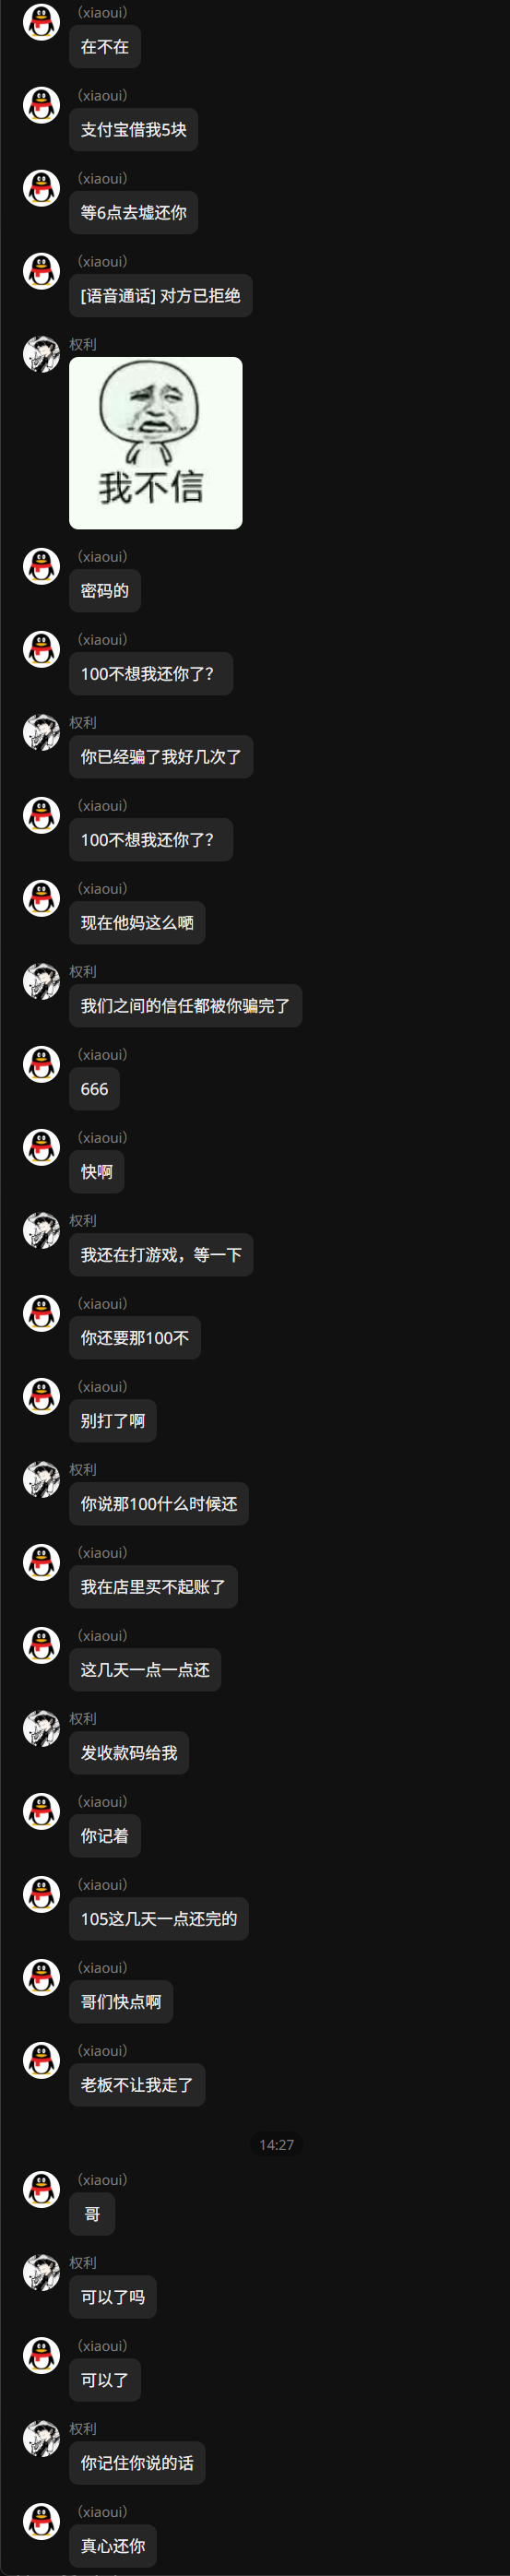 （xiaoui）
在不在
（xiaoui）
支付宝借我5块
（xiaoui）
等6点去墟还你
（xiaoui）
[语音通话] 对方已拒绝
权利
我不信
（xiaoui）
密码的
（xiaoui）
100不想我还你了？
权利
你已经骗了我好几次了
（xiaoui）
100不想我还你了？
（xiaoui）
现在他妈这么嗮
权利
我们之间的信任都被你骗完了
（xiaoui）
666
（xiaoui）
快啊
权利
我还在打游戏，等一下
（xiaoui）
你还要那100不
（xiaoui）
别打了啊
权利
你说那100什么时候还
（xiaoui）
我在店里买不起账了
（xiaoui）
这几天一点一点还
权利
发收款码给我
（xiaoui）
你记着
（xiaoui）
105这几天一点还完的
（xiaoui）
哥们快点啊
（xiaoui）
老板不让我走了
14:27
（xiaoui）
哥
权利
可以了吗
（xiaoui）
可以了
权利
你记住你说的话
（xiaoui）
真心还你